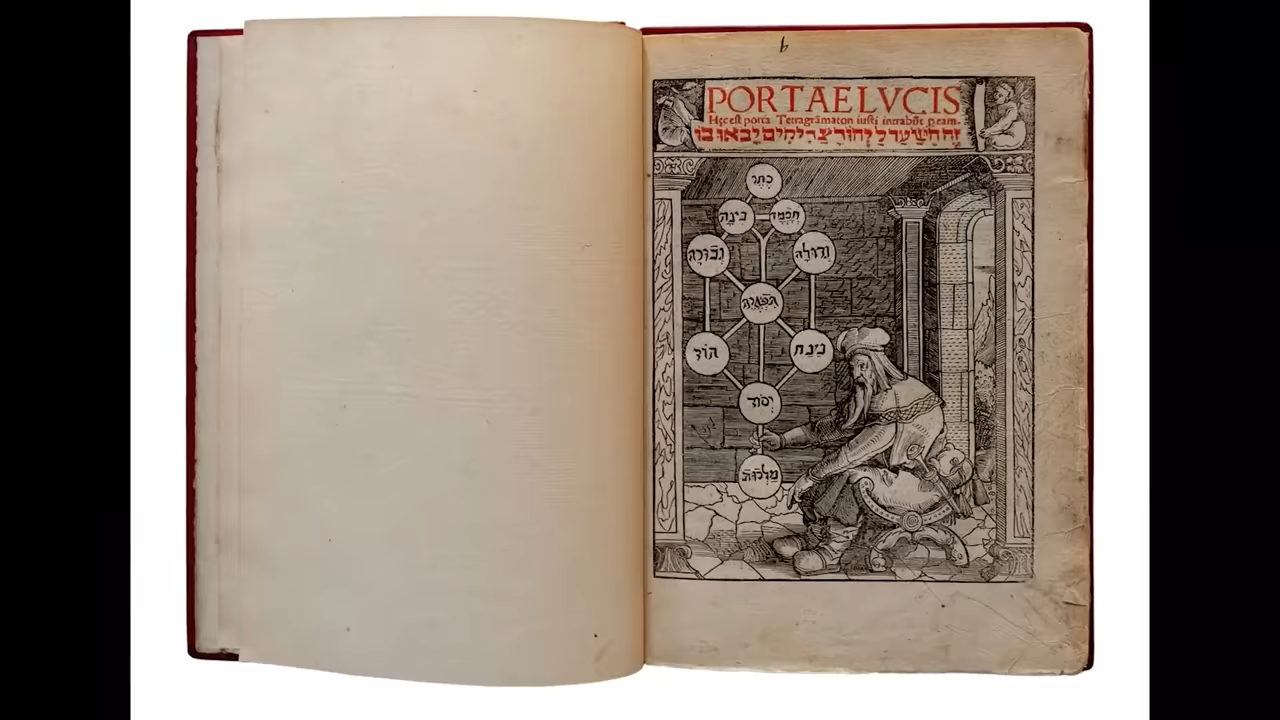 PORTAE LVCIS
Hęc est porta Tetragrāmaton iusti intrabūt p eam.
זה השער ליהוה צדיקים יבאו בו
כתר
חכמה
בינה
גדולה
גבורה
תפארת
נצח
הוד
יסוד
מלכות